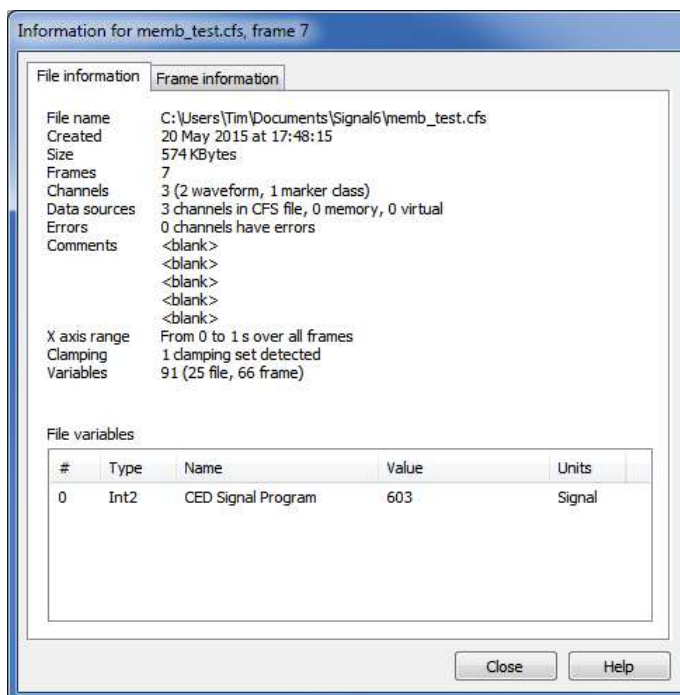 Information for memb_test.cfs, frame 7
File information Frame information
File name C:\Users\Tim\Documents\Signal6\memb_test.cfs
Created 20 May 2015 at 17:48:15
Size 574 KBytes
Frames 7
Channels 3 (2 waveform, 1 marker class)
Data sources 3 channels in CFS file, 0 memory, 0 virtual
Errors 0 channels have errors
Comments <blank>
<blank>
<blank>
<blank>
<blank>
X axis range From 0 to 1 s over all frames
Clamping 1 clamping set detected
Variables 91 (25 file, 66 frame)
File variables
# Type Name Value Units
0 Int2 CED Signal Program 603 Signal
Close Help